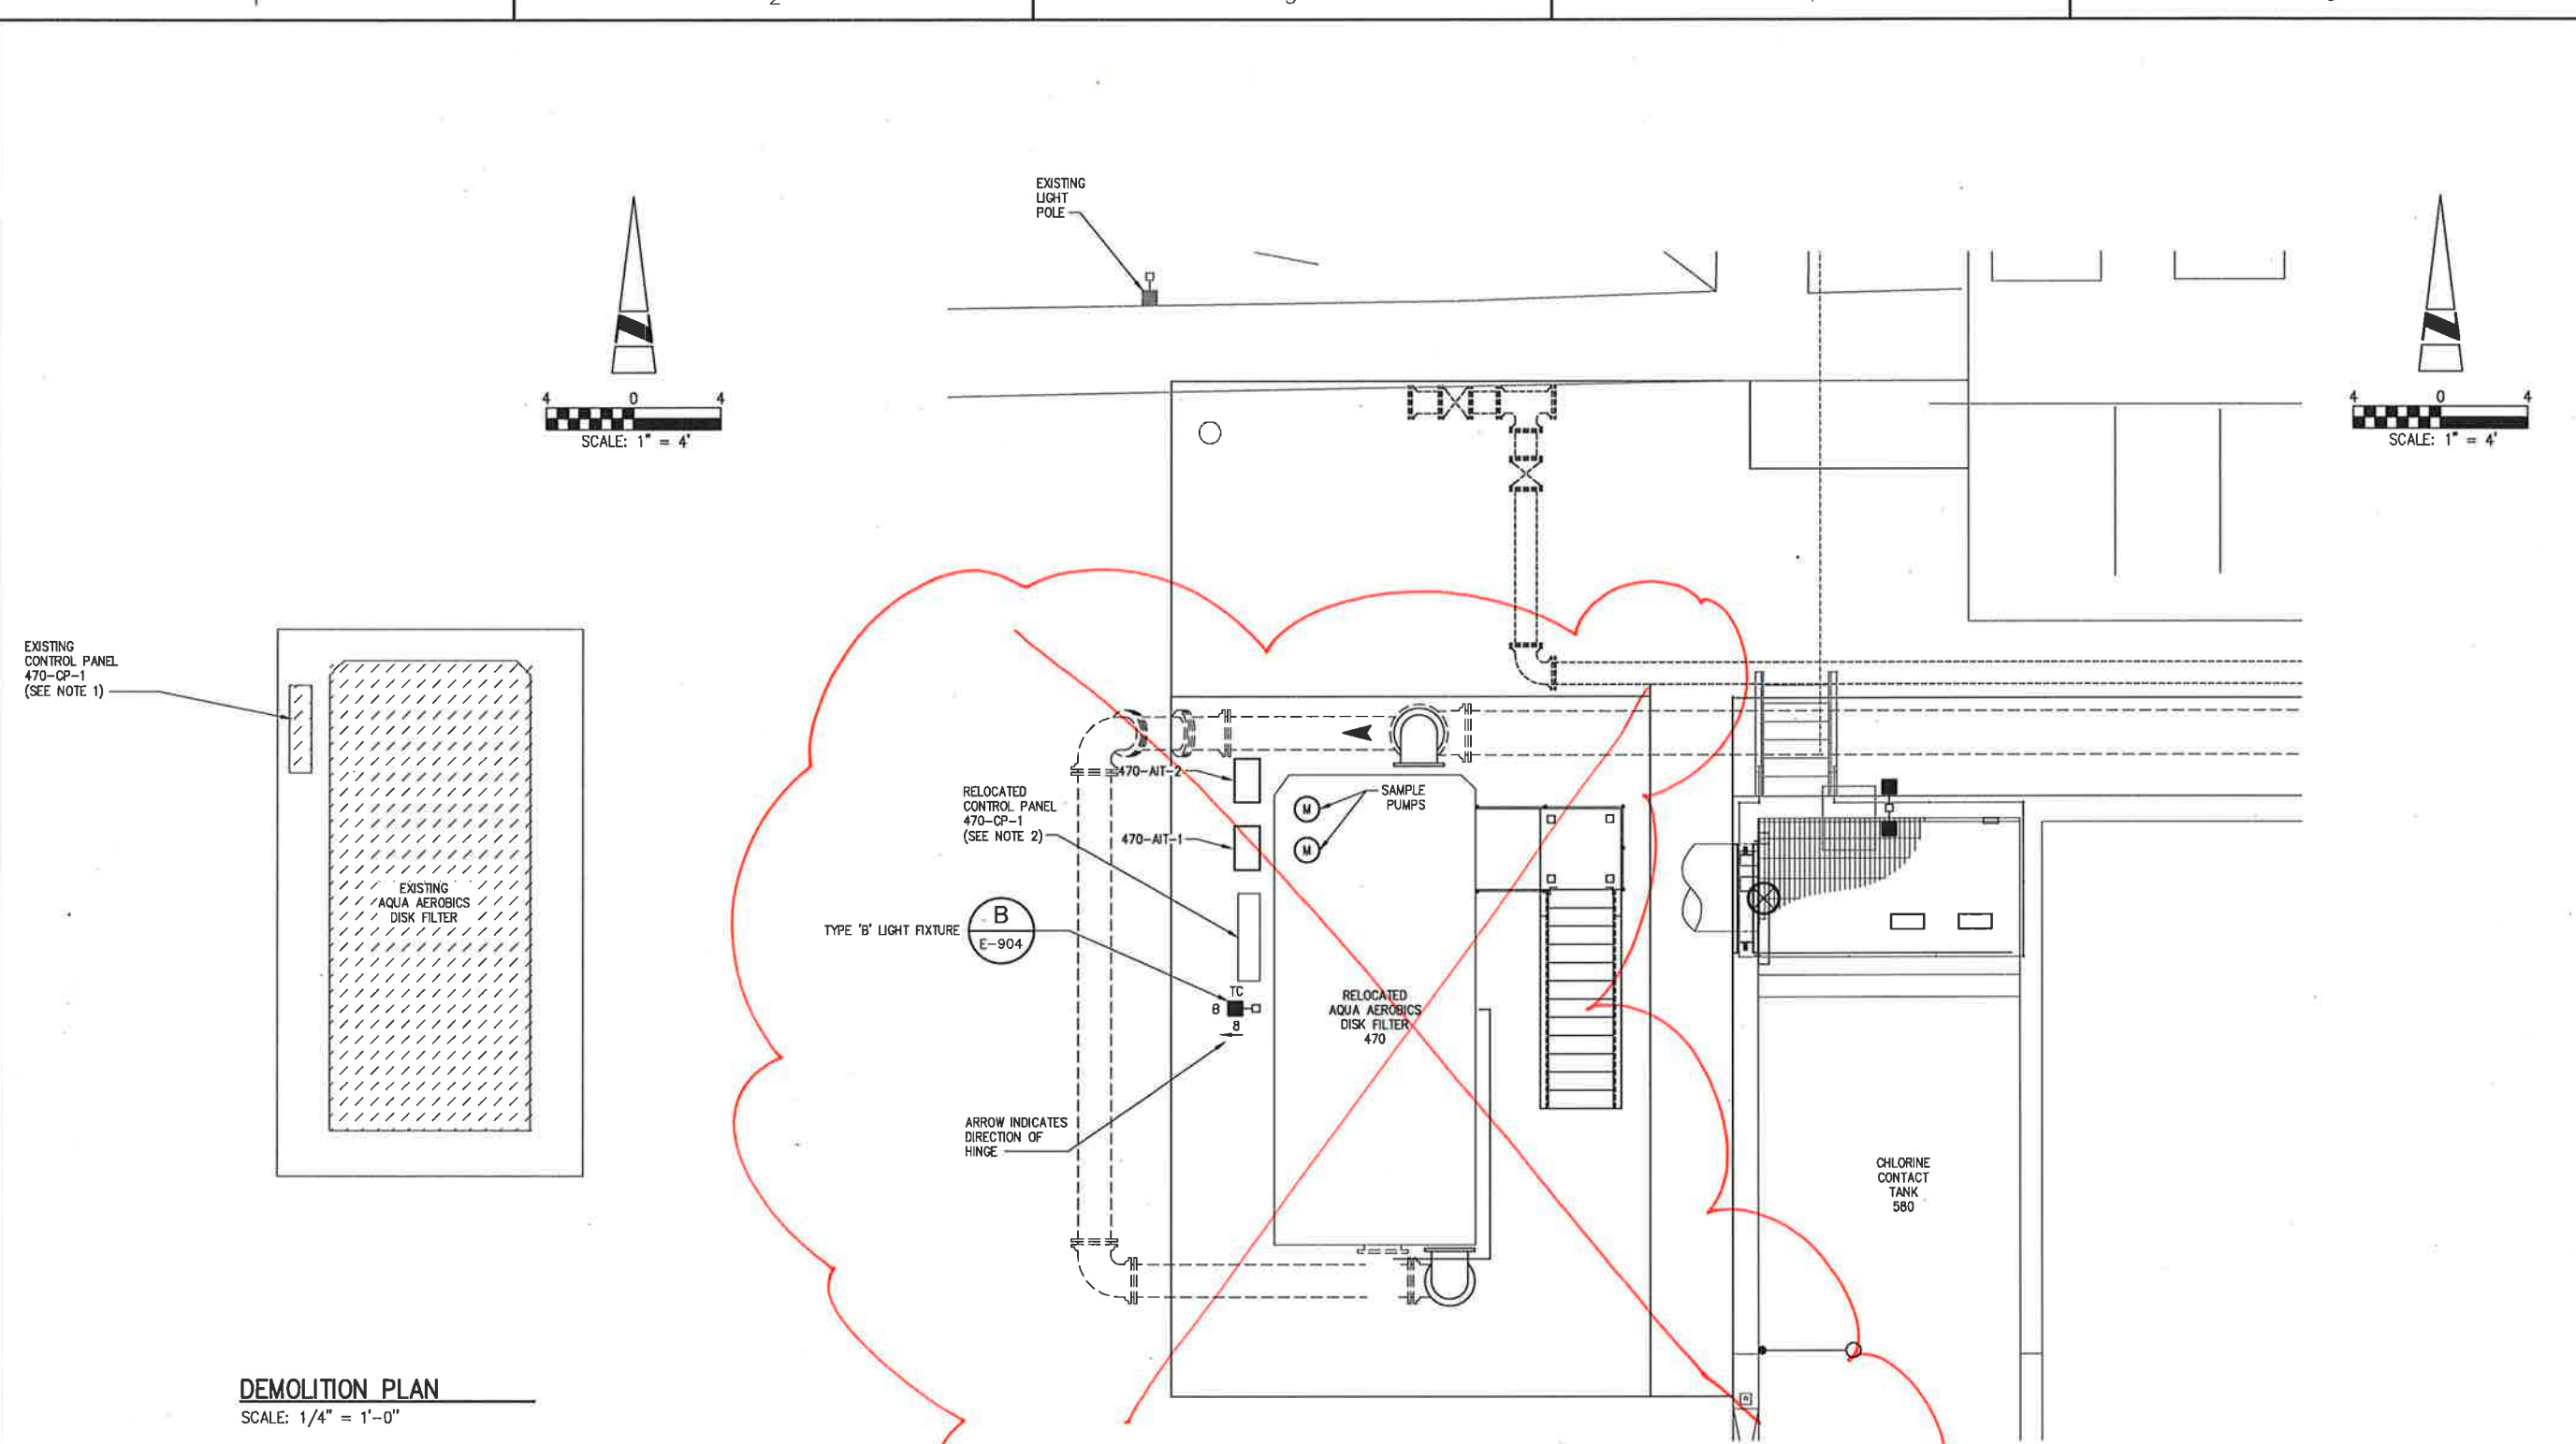 2
EXISTING
LIGHT
POLE
4 0 4
SCALE: 1" = 4'
4 0 4
SCALE: 1" = 4'
EXISTING
CONTROL PANEL
470-CP-1
(SEE NOTE 1)
EXISTING
AQUA AEROBICS
DISK FILTER
470-AIT-2
RELOCATED
CONTROL PANEL
470-CP-1
(SEE NOTE 2)
470-AIT-1
M
M
SAMPLE
PUMPS
TYPE 'B' LIGHT FIXTURE
B
E-904
TC
B
8
RELOCATED
AQUA AEROBICS
DISK FILTER
470
ARROW INDICATES
DIRECTION OF
HINGE
CHLORINE
CONTACT
TANK
580
DEMOLITION PLAN
SCALE: 1/4" = 1'-0"